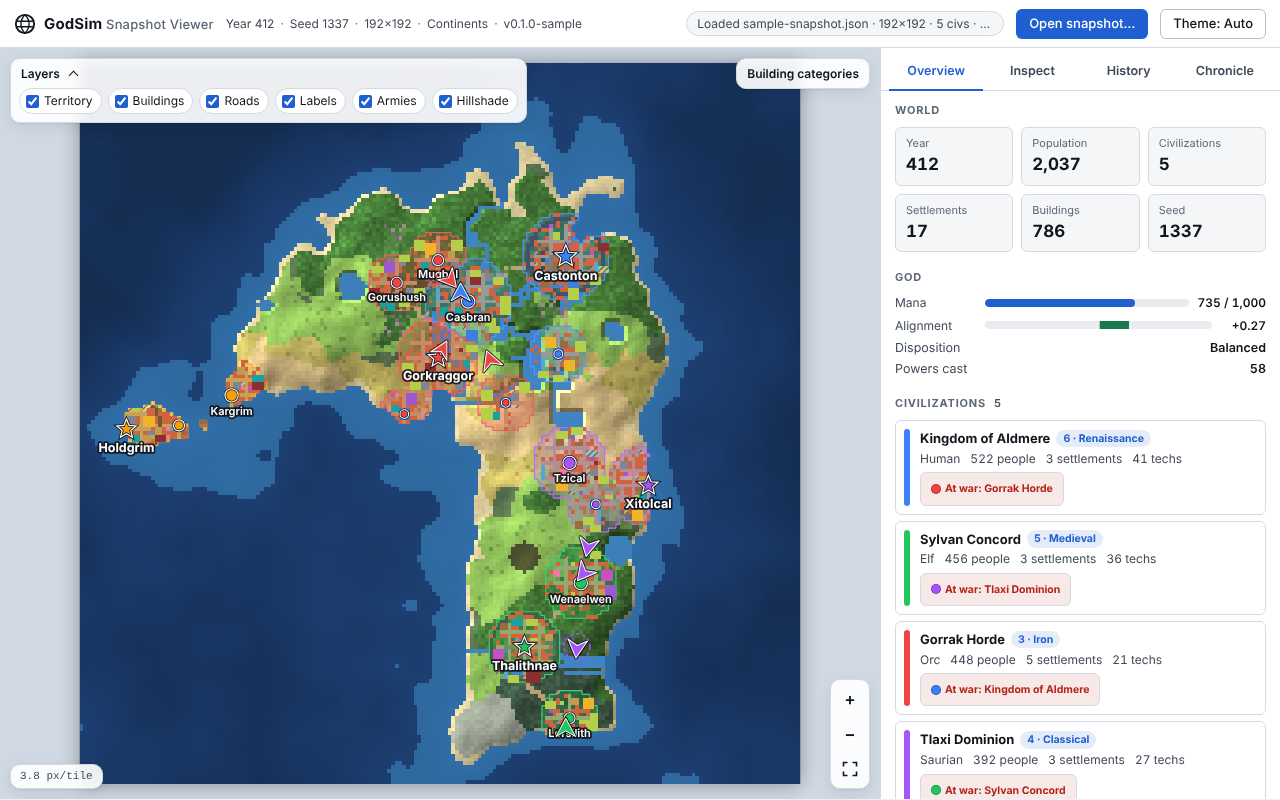 GodSim Snapshot Viewer
Year 412 · Seed 1337 · 192×192 · Continents · v0.1.0-sample
Loaded sample-snapshot.json · 192×192 · 5 civs · ...
Open snapshot...
Theme: Auto
Layers
Territory
Buildings
Roads
Labels
Armies
Hillshade
Building categories
Castonton
Gorushush
Casbran
Gorkraggor
Kargrim
Holdgrim
Tzical
Xitolcal
Wenaelwen
Thalithnae
+
−
3.8 px/tile
Overview
Inspect
History
Chronicle
WORLD
Year
412
Population
2,037
Civilizations
5
Settlements
17
Buildings
786
Seed
1337
GOD
Mana
735 / 1,000
Alignment
+0.27
Disposition
Balanced
Powers cast
58
CIVILIZATIONS 5
Kingdom of Aldmere 6 · Renaissance
Human 522 people 3 settlements 41 techs
At war: Gorrak Horde
Sylvan Concord 5 · Medieval
Elf 456 people 3 settlements 36 techs
At war: Tlaxi Dominion
Gorrak Horde 3 · Iron
Orc 448 people 5 settlements 21 techs
At war: Kingdom of Aldmere
Tlaxi Dominion 4 · Classical
Saurian 392 people 3 settlements 27 techs
At war: Sylvan Concord